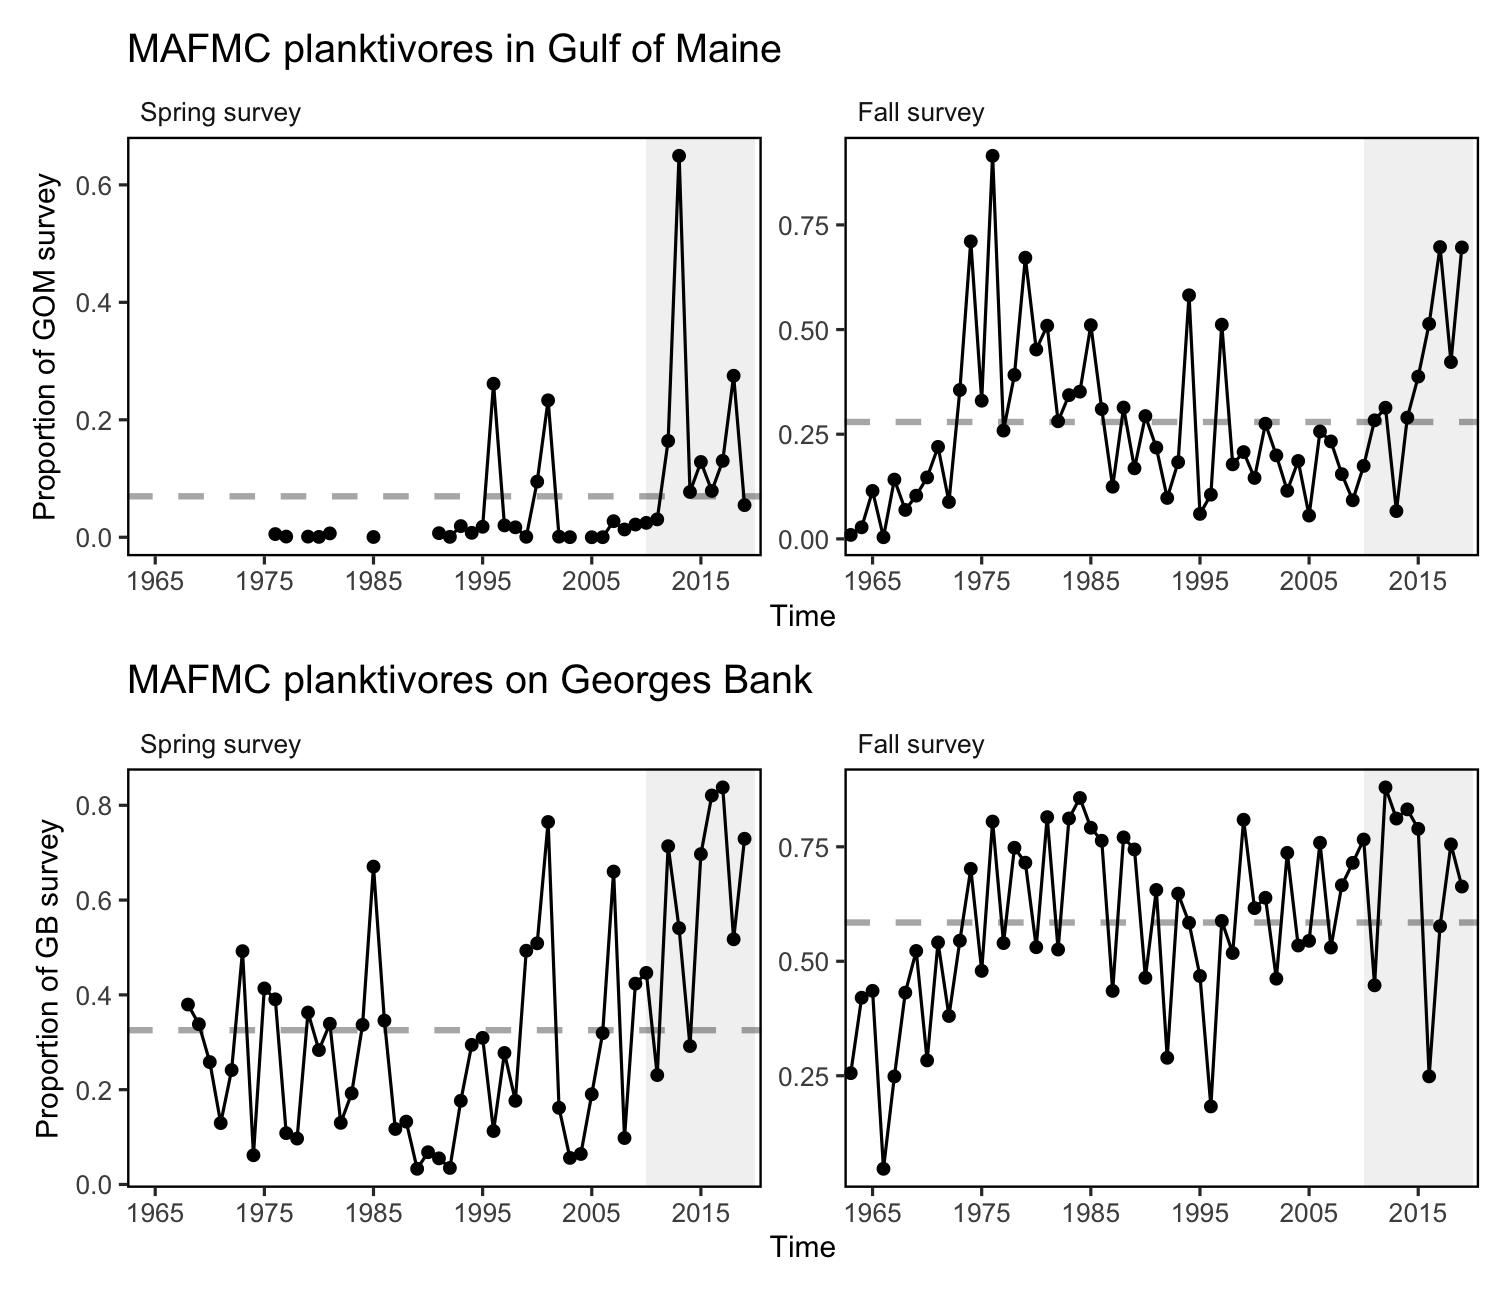 MAFMC planktivores in Gulf of Maine
Spring survey
Fall survey
Proportion of GOM survey
0.6
0.4
0.2
0.0
1965 1975 1985 1995 2005 2015
0.75
0.50
0.25
0.00
1965 1975 1985 1995 2005 2015
Time
MAFMC planktivores on Georges Bank
Spring survey
Fall survey
Proportion of GB survey
0.8
0.6
0.4
0.2
0.0
1965 1975 1985 1995 2005 2015
0.75
0.50
0.25
1965 1975 1985 1995 2005 2015
Time